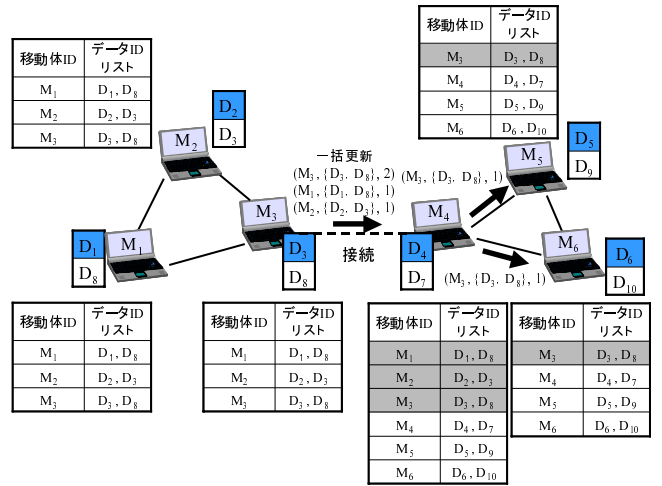 移動体ID データID リスト
M1 D1 , D8
M2 D2 , D3
M3 D3 , D8
移動体ID データID リスト
M3 D3 , D8
M4 D4 , D7
M5 D5 , D9
M6 D6 , D10
D2
D3
M2
D5
D9
M5
一括更新
(M3, {D3. D8}, 2)
(M1, {D1. D8}, 1)
(M2, {D2. D3}, 1)
(M3, {D3. D8}, 1)
M3
M4
D1
D8
M1
D3
D8
接続
D4
D7
M6
D6
D10
(M3, {D3. D8}, 1)
移動体ID データID リスト
M1 D1 , D8
M2 D2 , D3
M3 D3 , D8
移動体ID データID リスト
M1 D1 , D8
M2 D2 , D3
M3 D3 , D8
移動体ID データID リスト
M1 D1 , D8
M2 D2 , D3
M3 D3 , D8
M4 D4 , D7
M5 D5 , D9
M6 D6 , D10
移動体ID データID リスト
M3 D3 , D8
M4 D4 , D7
M5 D5 , D9
M6 D6 , D10